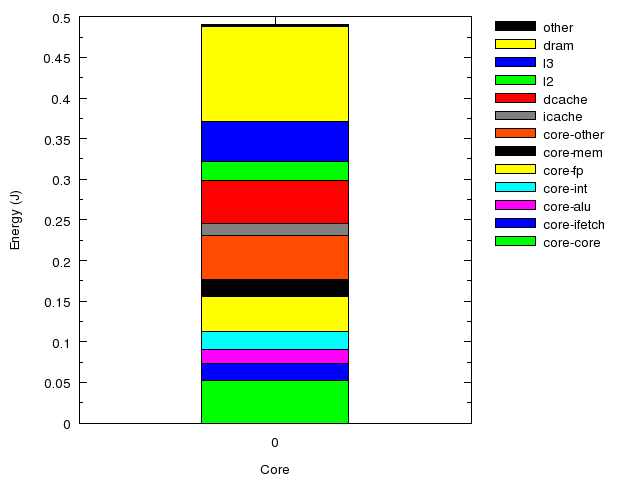 0.5
0.45
0.4
0.35
0.3
0.25
0.2
0.15
0.1
0.05
0
Energy (J)
0
Core
other
dram
l3
l2
dcache
icache
core-other
core-mem
core-fp
core-int
core-alu
core-ifetch
core-core